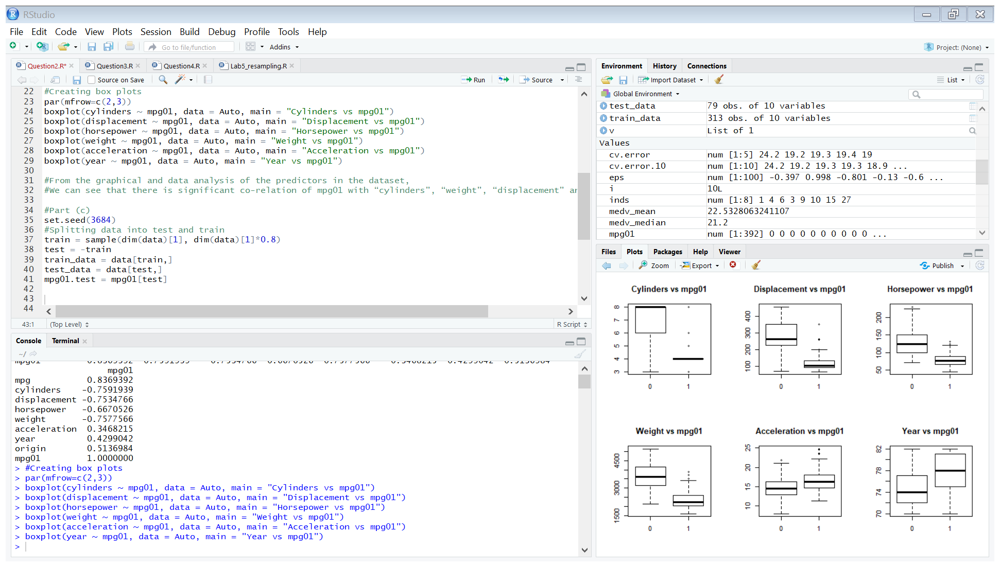 RStudio
File Edit Code View Plots Session Build Debug Profile Tools Help
Go to file/function Addins Project: (None)
Question2.R* Question3.R Question4.R Lab5_resampling.R
Source on Save Run Source
22 #Creating box plots
23 par(mfrow=c(2,3))
24 boxplot(cylinders ~ mpg01, data = Auto, main = "Cylinders vs mpg01")
25 boxplot(displacement ~ mpg01, data = Auto, main = "Displacement vs mpg01")
26 boxplot(horsepower ~ mpg01, data = Auto, main = "Horsepower vs mpg01")
27 boxplot(weight ~ mpg01, data = Auto, main = "Weight vs mpg01")
28 boxplot(acceleration ~ mpg01, data = Auto, main = "Acceleration vs mpg01")
29 boxplot(year ~ mpg01, data = Auto, main = "Year vs mpg01")
30
31 #From the graphical and data analysis of the predictors in the dataset,
32 #We can see that there is significant co-relation of mpg01 with “cylinders”, “weight”, “displacement”
33
34 #Part (c)
35 set.seed(3684)
36 #Splitting data into test and train
37 train = sample(dim(data)[1], dim(data)[1]*0.8)
38 test = -train
39 train_data = data[train,]
40 test_data = data[test,]
41 mpg01.test = mpg01[test]
42
43
44
43:1 (Top Level) R Script
Console Terminal
~/
mpg01
mpg 0.8369392
cylinders -0.7591939
displacement -0.7534766
horsepower -0.6670526
weight -0.7577566
acceleration 0.3468215
year 0.4299042
origin 0.5136984
mpg01 1.0000000
> #Creating box plots
> par(mfrow=c(2,3))
> boxplot(cylinders ~ mpg01, data = Auto, main = "Cylinders vs mpg01")
> boxplot(displacement ~ mpg01, data = Auto, main = "Displacement vs mpg01")
> boxplot(horsepower ~ mpg01, data = Auto, main = "Horsepower vs mpg01")
> boxplot(weight ~ mpg01, data = Auto, main = "Weight vs mpg01")
> boxplot(acceleration ~ mpg01, data = Auto, main = "Acceleration vs mpg01")
> boxplot(year ~ mpg01, data = Auto, main = "Year vs mpg01")
>
Environment History Connections
Import Dataset List
Global Environment
test_data 79 obs. of 10 variables
train_data 313 obs. of 10 variables
v List of 1
Values
cv.error num [1:5] 24.2 19.2 19.3 19.4 19
cv.error.10 num [1:10] 24.2 19.2 19.3 19.3 18.9 ...
eps num [1:100] -0.397 0.998 -0.801 -0.13 -0.6 ...
i 10L
inds num [1:8] 1 4 6 3 9 10 15 27
medv_mean 22.5328063241107
medv_median 21.2
mpg01 num [1:392] 0 0 0 0 0 0 0 0 0 0 ...
Files Plots Packages Help Viewer
Zoom Export Publish
Cylinders vs mpg01
8
7
6
5
4
3
0 1
Displacement vs mpg01
400
300
200
100
0 1
Horsepower vs mpg01
200
150
100
50
0 1
Weight vs mpg01
4500
3000
1500
0 1
Acceleration vs mpg01
25
20
15
10
0 1
Year vs mpg01
82
78
74
70
0 1